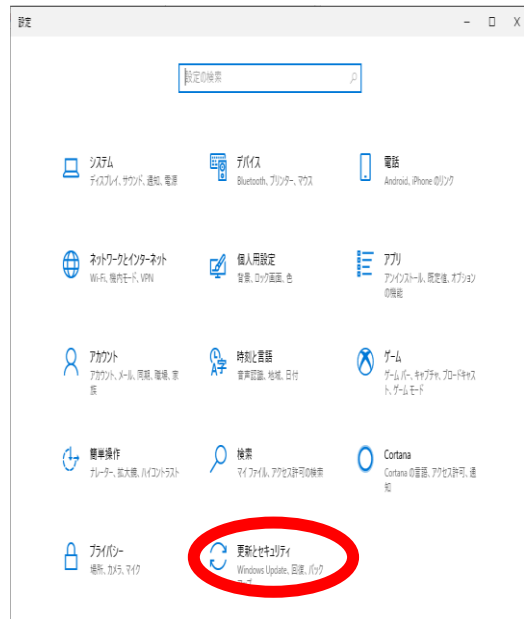 設定
設定の検索
システム
ディスプレイ、サウンド、通知、電源
デバイス
Bluetooth、プリンター、マウス
電話
Android、iPhone のリンク
ネットワークとインターネット
Wi-Fi、機内モード、VPN
個人用設定
背景、ロック画面、色
アプリ
アンインストール、既定値、オプション
の機能
アカウント
アカウント、メール、同期、職場、家
族
時刻と言語
音声認識、地域、日付
ゲーム
ゲーム バー、キャプチャ、ブロードキャス
ト、ゲーム モード
簡単操作
ナレーター、拡大鏡、ハイコントラスト
検索
マイ ファイル、アクセス許可の検索
Cortana
Cortana の言語、アクセス許可、通
知
プライバシー
場所、カメラ、マイク
更新とセキュリティ
Windows Update、回復、バック
アップ